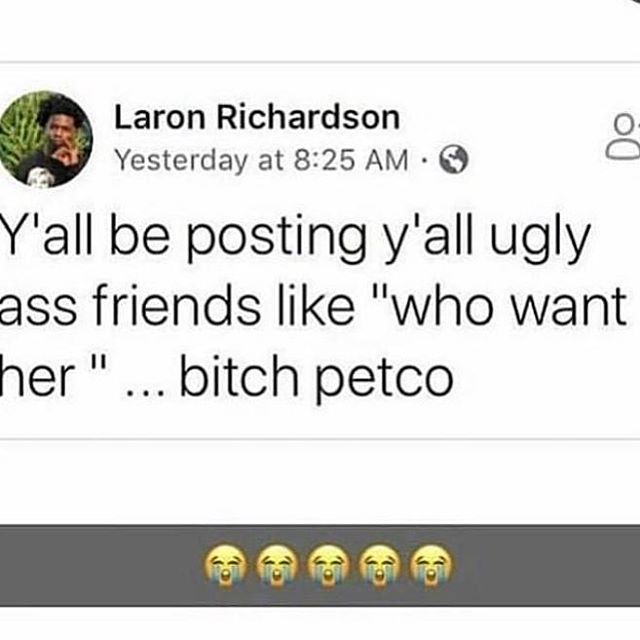 Laron Richardson
Yesterday at 8:25 AM ·
Y'all be posting y'all ugly
ass friends like "who want
her " ... bitch petco
😭😭😭😭😭